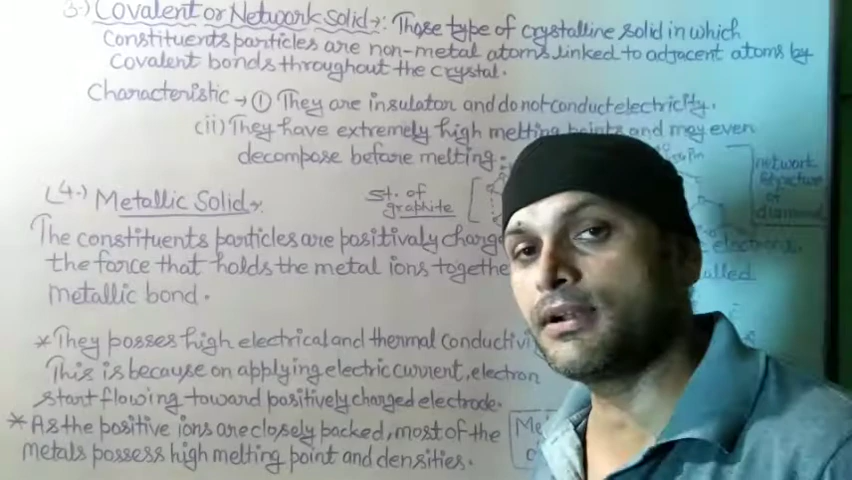 3.) Covalent or Network Solid :- Those type of crystalline solid in which
constituents particles are non-metal atoms linked to adjacent atoms by
covalent bonds throughout the crystal.
Characteristic → (i) They are insulator and do not conduct electricity.
(ii) They have extremely high melting points and may even
decompose before melting.
network
structure
of
diamond
(4.) Metallic Solid :-
st. of
graphite
The constituents particles are positivaly charg
electrons.
the force that holds the metal ions togethe
called
metallic bond.
* They posses high electrical and thermal conductivi
This is because on applying electric current, electron
start flowing toward positively charged electrode.
* As the positive ions are closely packed, most of the
metals possess high melting point and densities.
Me